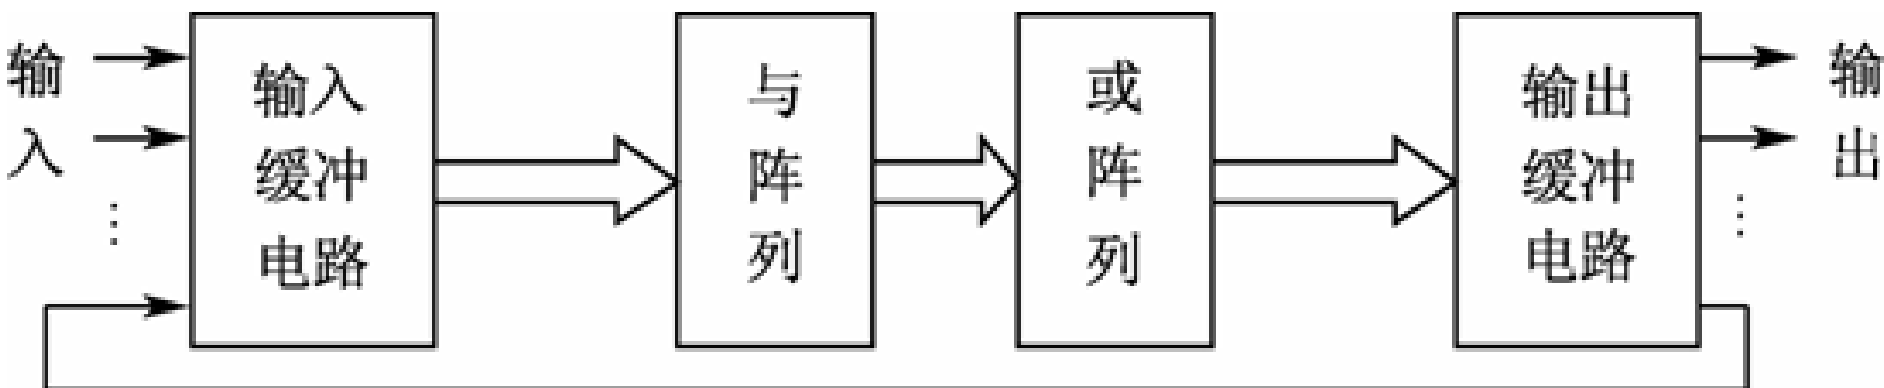 输
入
⋮
输入
缓冲
电路
与
阵
列
或
阵
列
输出
缓冲
电路
输
出
⋮